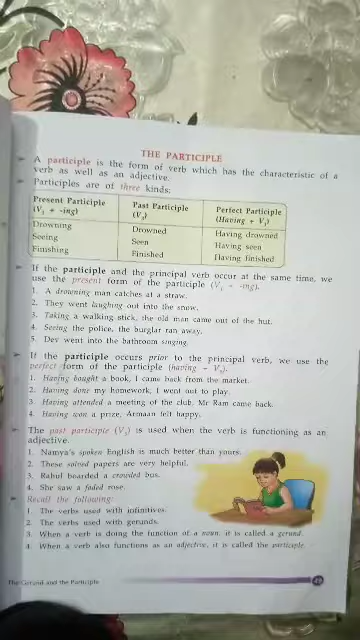 THE PARTICIPLE
A participle is the form of verb which has the characteristic of a
verb as well as an adjective.
Participles are of three kinds:
Present Participle (V1 + -ing) Past Participle (V3) Perfect Participle (Having + V3)
Drowning Drowned Having drowned
Seeing Seen Having seen
Finishing Finished Having finished
If the participle and the principal verb occur at the same time, we
use the present form of the participle (V1 + -ing).
1. A drowning man catches at a straw.
2. They went laughing out into the snow.
3. Taking a walking stick, the old man came out of the hut.
4. Seeing the police, the burglar ran away.
5. Dev went into the bathroom singing.
If the participle occurs prior to the principal verb, we use the
perfect form of the participle (having + V3).
1. Having bought a book, I came back from the market.
2. Having done my homework, I went out to play.
3. Having attended a meeting of the club, Mr Ram came back.
4. Having won a prize, Armaan felt happy.
The past participle (V3) is used when the verb is functioning as an
adjective.
1. Namya's spoken English is much better than yours.
2. These solved papers are very helpful.
3. Rahul boarded a crowded bus.
4. She saw a faded rose.
Recall the following:
1. The verbs used with infinitives.
2. The verbs used with gerunds.
3. When a verb is doing the function of a noun, it is called a gerund.
4. When a verb also functions as an adjective, it is called the participle.
The Gerund and the Participle